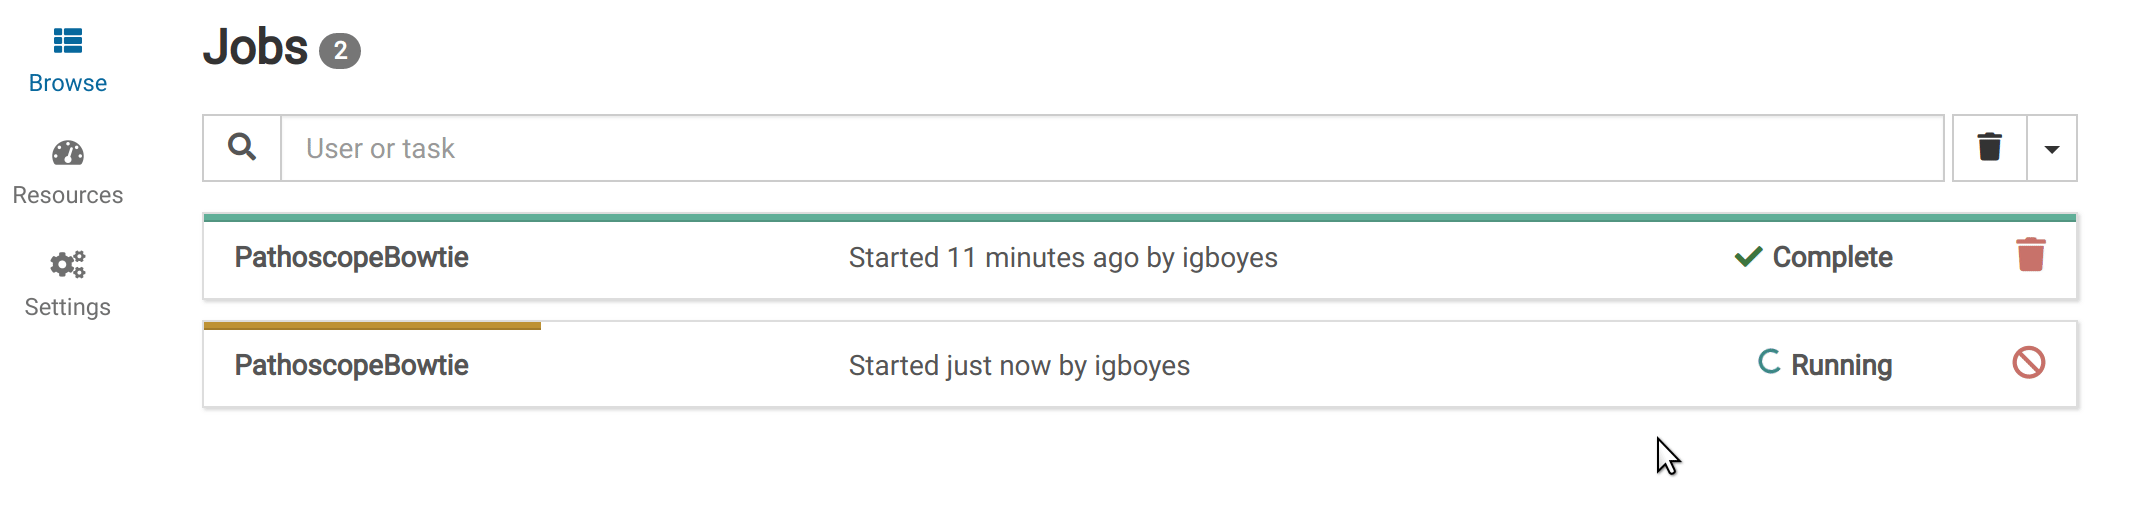 Browse
Resources
Settings
Jobs 2
User or task
PathoscopeBowtie Started 11 minutes ago by igboyes Complete
PathoscopeBowtie Started just now by igboyes Running